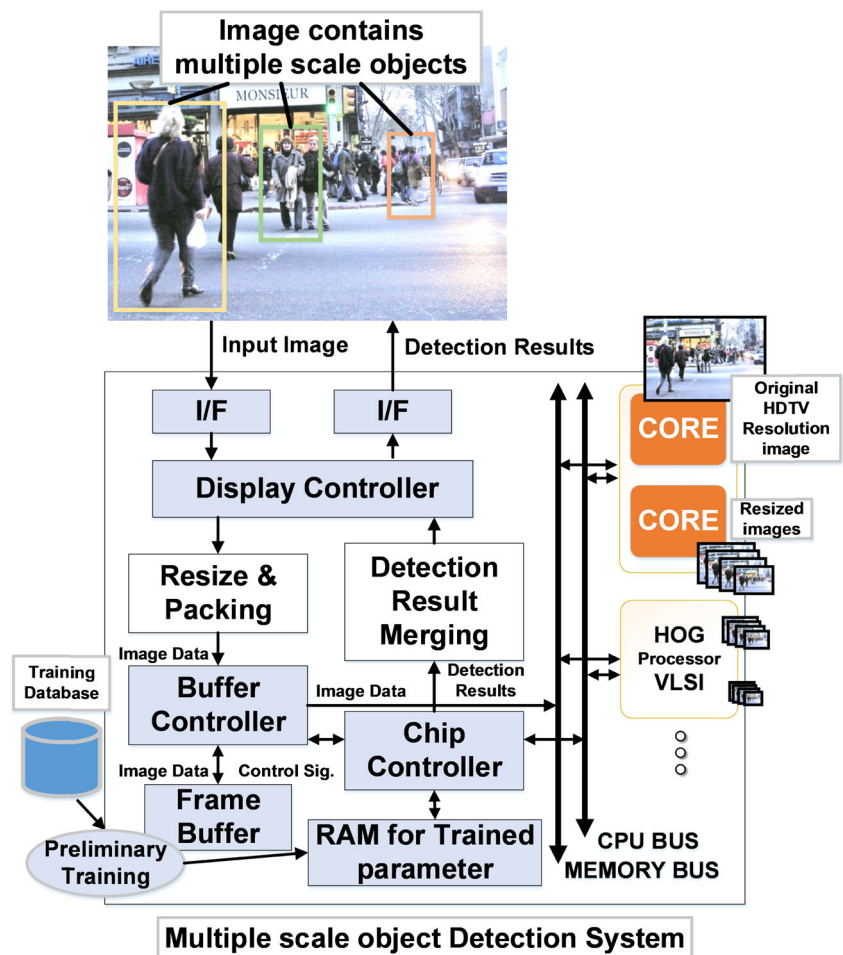 Image contains
multiple scale objects
AIRE
MONSIEUR
Input Image
Detection Results
I/F
I/F
Original
HDTV
Resolution
image
CORE
Display Controller
CORE
Resized
images
Resize &
Packing
Detection
Result
Merging
HOG
Processor
VLSI
Image Data
Training
Database
Detection
Results
Buffer
Controller
Image Data
Chip
Controller
Image Data
Control Sig.
Frame
Buffer
RAM for Trained
parameter
Preliminary
Training
CPU BUS
MEMORY BUS
Multiple scale object Detection System